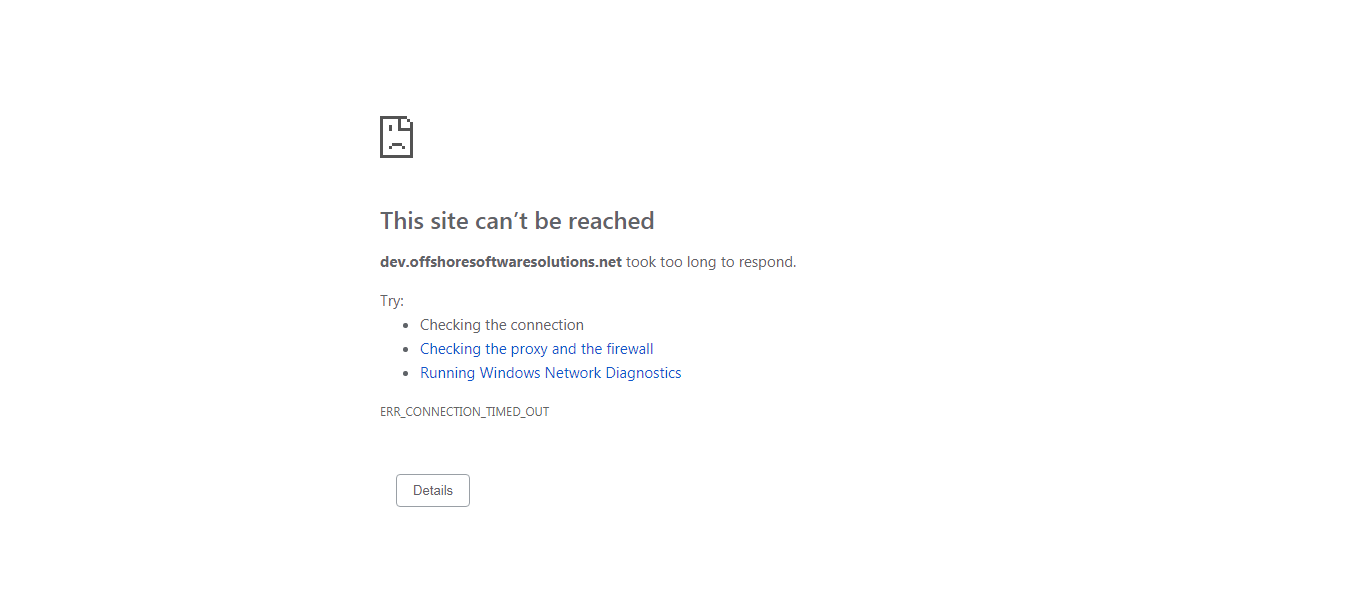 This site can’t be reached
dev.offshoresoftwaresolutions.net took too long to respond.
Try:
Checking the connection
Checking the proxy and the firewall
Running Windows Network Diagnostics
ERR_CONNECTION_TIMED_OUT
Details